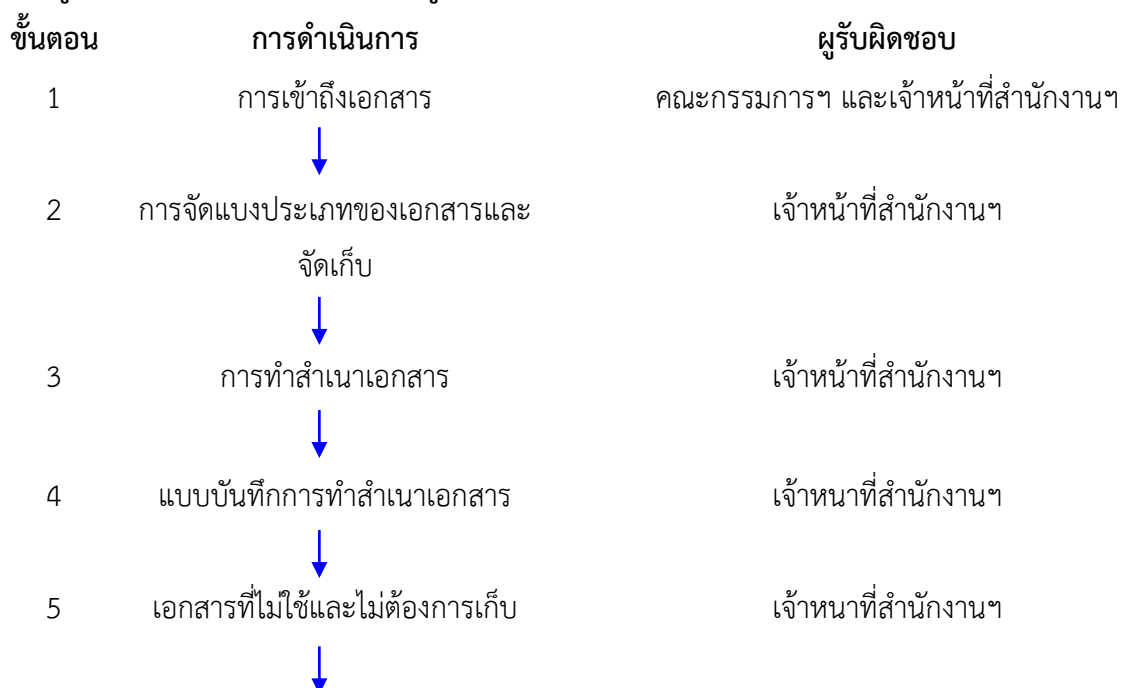 ขั้นตอน การดำเนินการ ผู้รับผิดชอบ
1 การเข้าถึงเอกสาร คณะกรรมการฯ และเจ้าหน้าที่สำนักงานฯ
2 การจัดแบงประเภทของเอกสารและ เจ้าหน้าที่สำนักงานฯ
จัดเก็บ
3 การทำสำเนาเอกสาร เจ้าหน้าที่สำนักงานฯ
4 แบบบันทึกการทำสำเนาเอกสาร เจ้าหนาที่สำนักงานฯ
5 เอกสารที่ไม่ใช้และไม่ต้องการเก็บ เจ้าหนาที่สำนักงานฯ